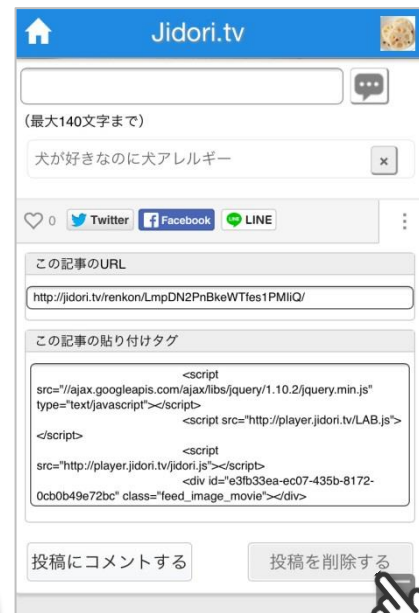 Jidori.tv
(最大140文字まで)
犬が好きなのに犬アレルギー
×
0 Twitter Facebook LINE
この記事のURL
http://jidori.tv/renkon/LmpDN2PnBkeWTfes1PMIiQ/
この記事の貼り付けタグ
<script
src="//ajax.googleapis.com/ajax/libs/jquery/1.10.2/jquery.min.js"
type="text/javascript"></script>
<script src="http://player.jidori.tv/LAB.js">
</script>
<script
src="http://player.jidori.tv/jidori.js"></script>
<div id="e3fb33ea-ec07-435b-8172-
0cb0b49e72bc" class="feed_image_movie"></div>
投稿にコメントする 投稿を削除する